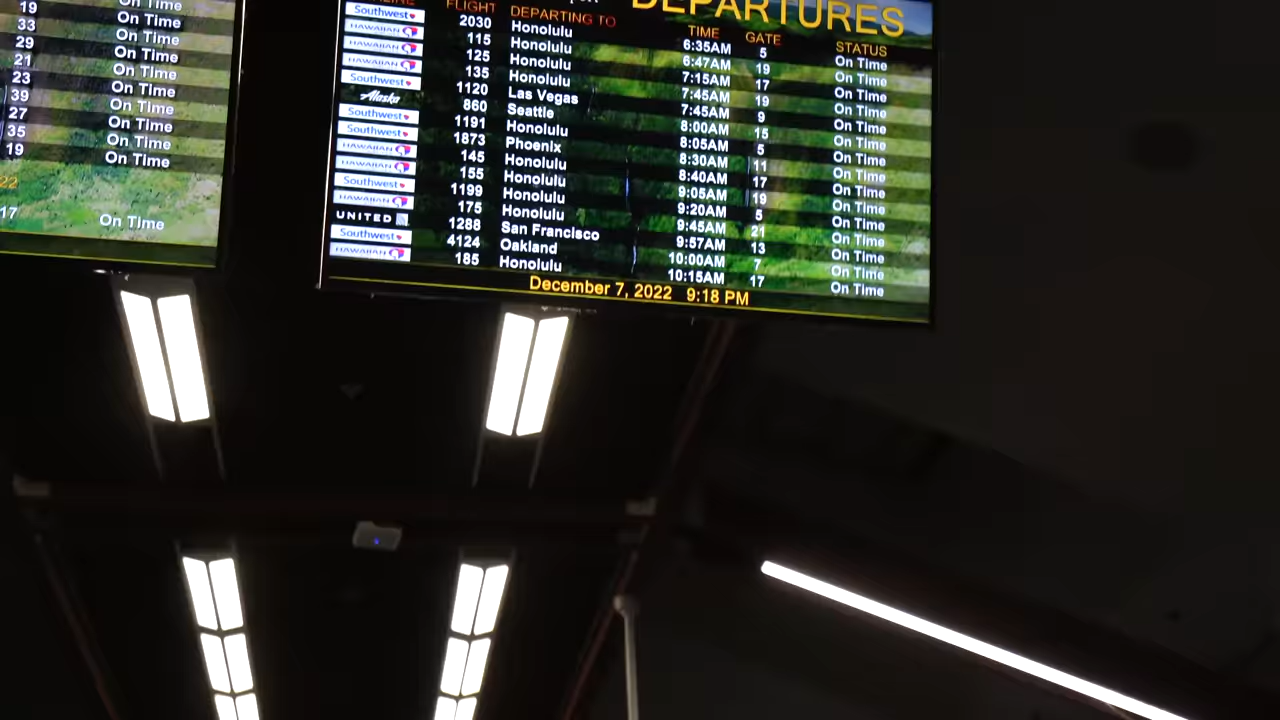 19 On Time
33 On Time
29 On Time
21 On Time
23 On Time
39 On Time
27 On Time
35 On Time
19 On Time
22
17 On Time
DEPARTURES
FLIGHT DEPARTING TO TIME GATE STATUS
Southwest 2030 Honolulu 6:35AM 5 On Time
HAWAIIAN 115 Honolulu 6:47AM 19 On Time
HAWAIIAN 125 Honolulu 7:15AM 17 On Time
HAWAIIAN 135 Honolulu 7:45AM 19 On Time
Southwest 1120 Las Vegas 7:45AM 9 On Time
Alaska 860 Seattle 8:00AM 15 On Time
Southwest 1191 Honolulu 8:05AM 5 On Time
Southwest 1873 Phoenix 8:30AM 11 On Time
HAWAIIAN 145 Honolulu 8:40AM 17 On Time
HAWAIIAN 155 Honolulu 9:05AM 19 On Time
Southwest 1199 Honolulu 9:20AM 5 On Time
HAWAIIAN 175 Honolulu 9:45AM 21 On Time
UNITED 1288 San Francisco 9:57AM 13 On Time
Southwest 4124 Oakland 10:00AM 7 On Time
HAWAIIAN 185 Honolulu 10:15AM 17 On Time
December 7, 2022 9:18 PM